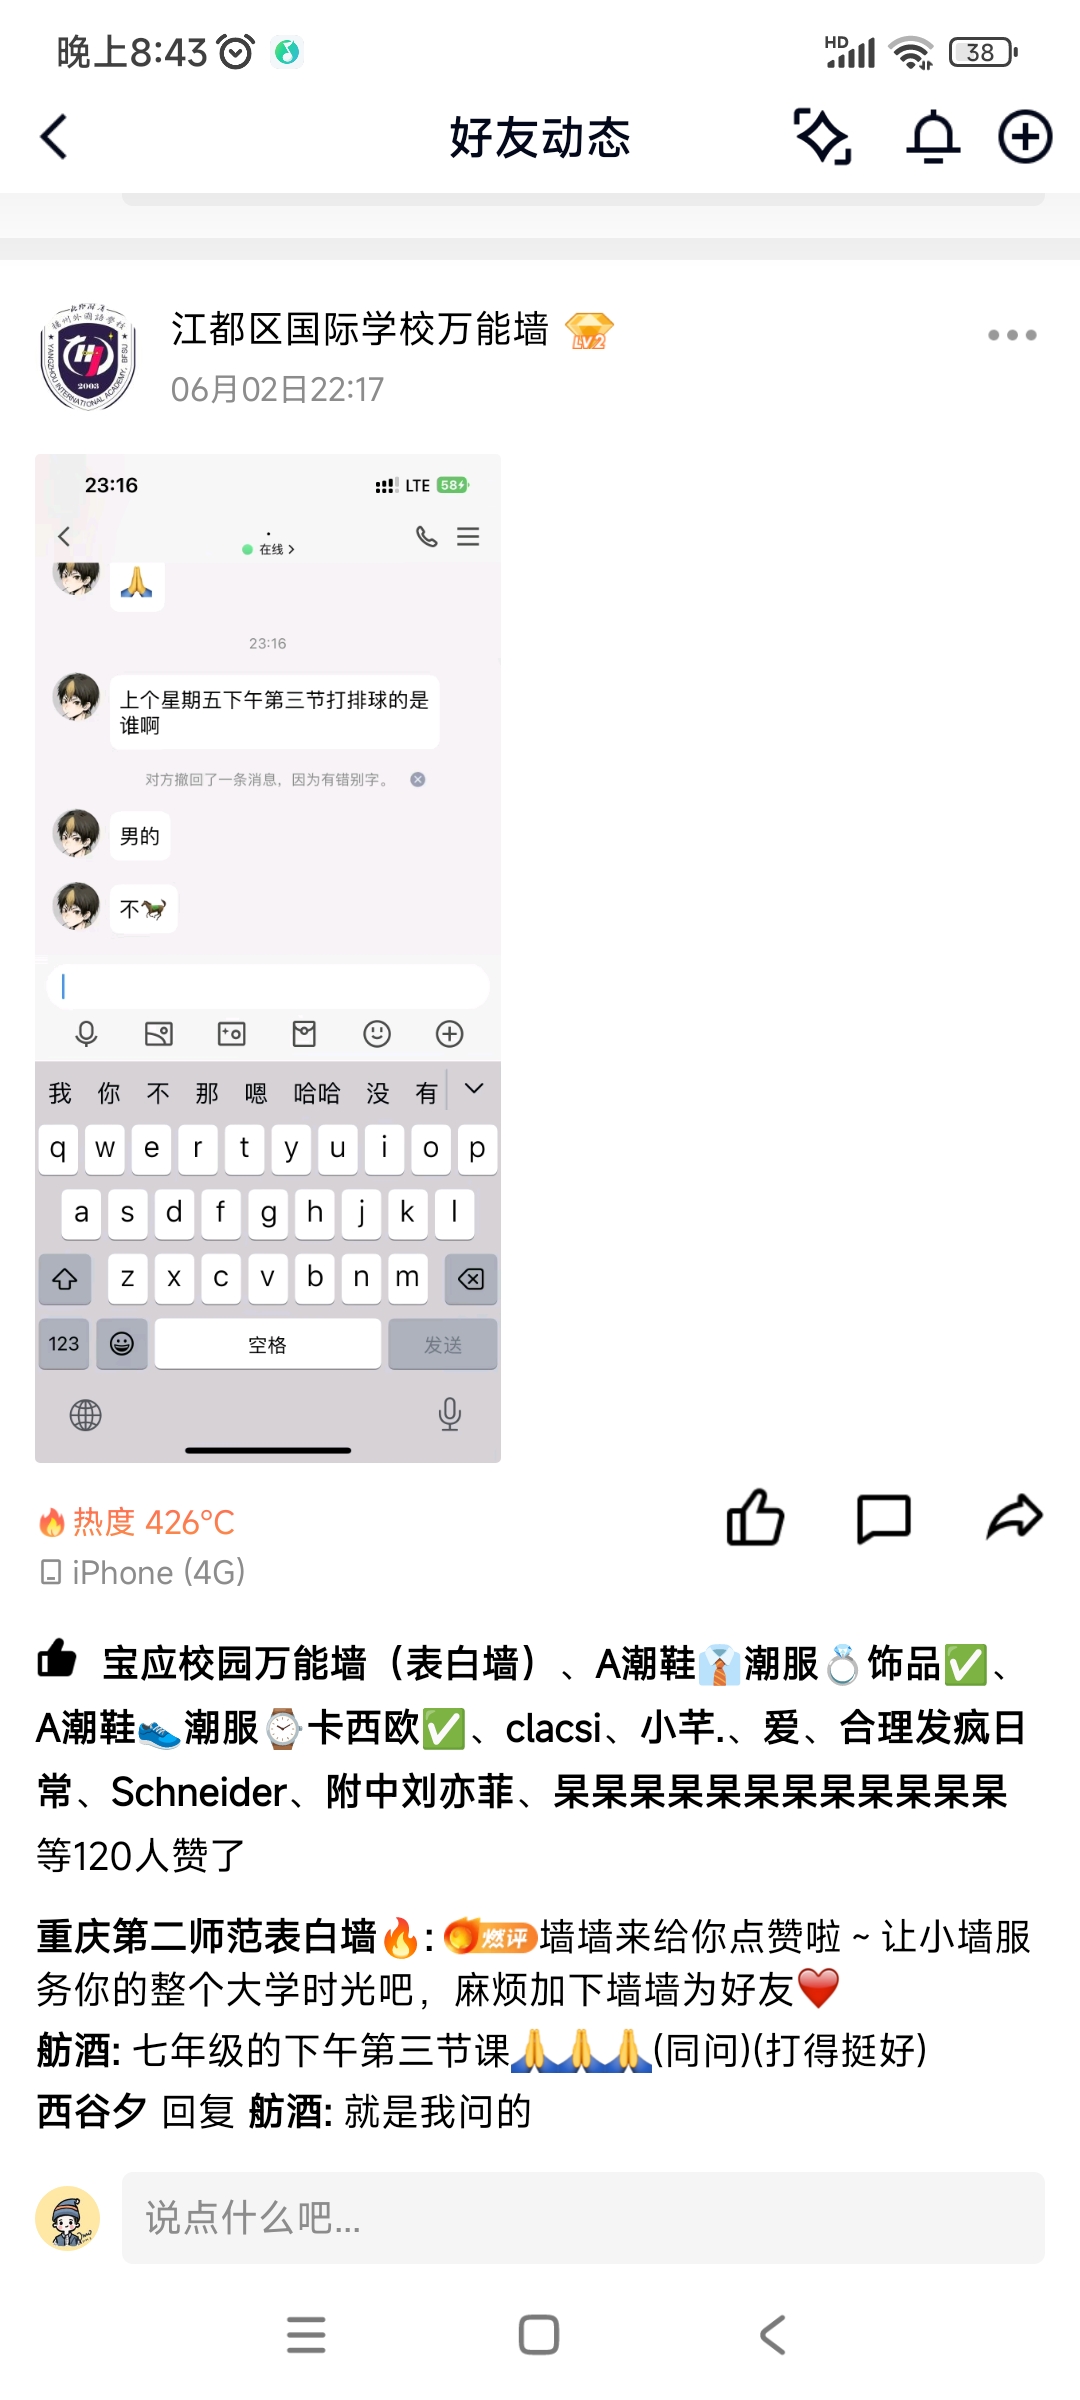 晚上8:43
HD
38
好友动态
江都区国际学校万能墙
LV2
06月02日22:17
扬州外国语学校
YANGZHOU INTERNATIONAL ACADEMY, BFSU
2003
23:16
LTE 58
在线
23:16
上个星期五下午第三节打排球的是
谁啊
对方撤回了一条消息，因为有错别字。
男的
不🐎
我 你 不 那 嗯 哈哈 没 有
q w e r t y u i o p
a s d f g h j k l
z x c v b n m
123 空格 发送
热度 426°C
iPhone (4G)
宝应校园万能墙（表白墙）、A潮鞋👔潮服💍饰品✅、
A潮鞋👟潮服⌚卡西欧✅、clacsi、小芊.、爱、合理发疯日
常、Schneider、附中刘亦菲、杲杲杲杲杲杲杲杲杲杲杲杲
等120人赞了
重庆第二师范表白墙🔥: 燃评 墙墙来给你点赞啦 ~ 让小墙服
务你的整个大学时光吧，麻烦加下墙墙为好友❤️
舫酒: 七年级的下午第三节课🙏🙏🙏(同问)(打得挺好)
西谷夕 回复 舫酒: 就是我问的
说点什么吧...